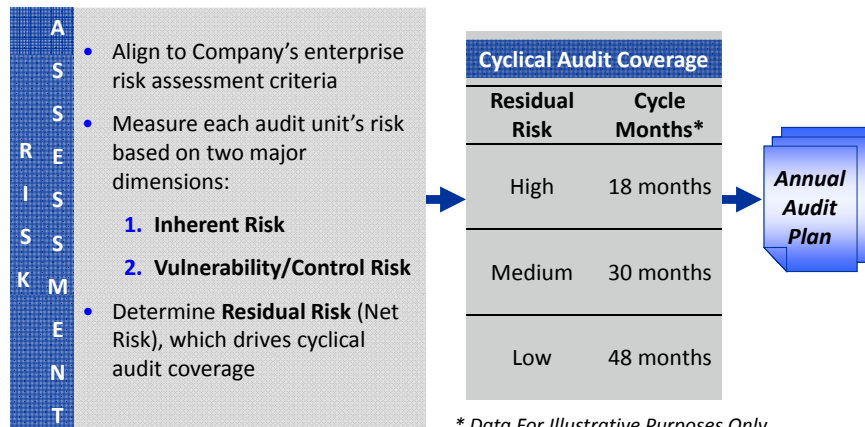 RISK
ASSESSMENT
• Align to Company's enterprise
risk assessment criteria
• Measure each audit unit's risk
based on two major
dimensions:
1. Inherent Risk
2. Vulnerability/Control Risk
• Determine Residual Risk (Net
Risk), which drives cyclical
audit coverage
Cyclical Audit Coverage
Residual Risk Cycle Months*
High 18 months
Medium 30 months
Low 48 months
* Data For Illustrative Purposes Only
Annual
Audit
Plan